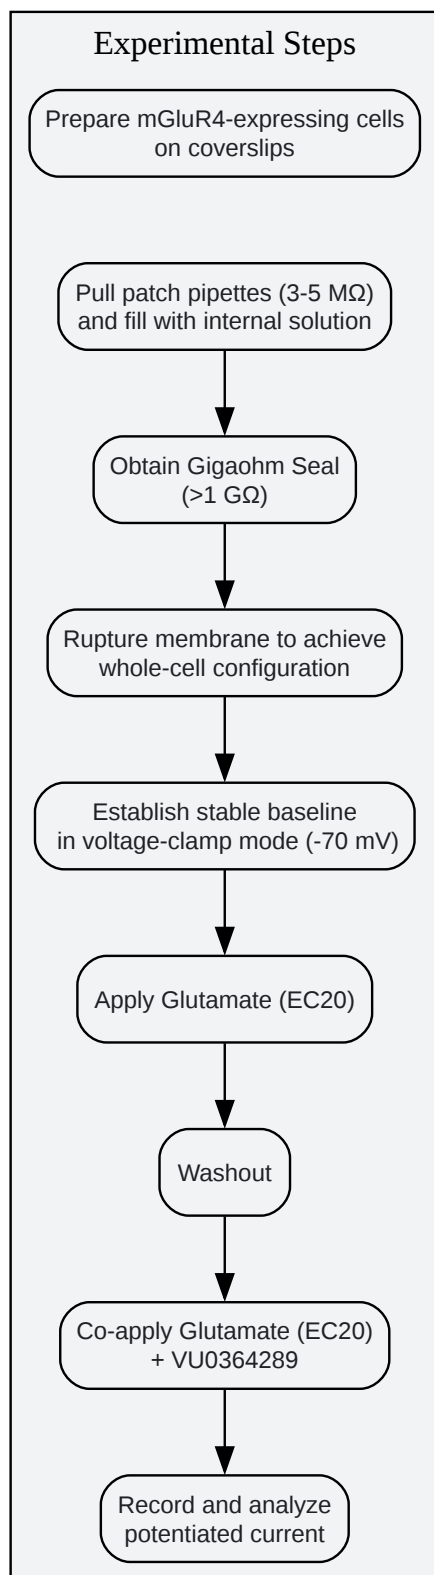 Experimental Steps
Prepare mGluR4-expressing cells
on coverslips
Pull patch pipettes (3-5 MΩ)
and fill with internal solution
Obtain Gigaohm Seal
(>1 GΩ)
Rupture membrane to achieve
whole-cell configuration
Establish stable baseline
in voltage-clamp mode (-70 mV)
Apply Glutamate (EC20)
Washout
Co-apply Glutamate (EC20)
+ VU0364289
Record and analyze
potentiated current